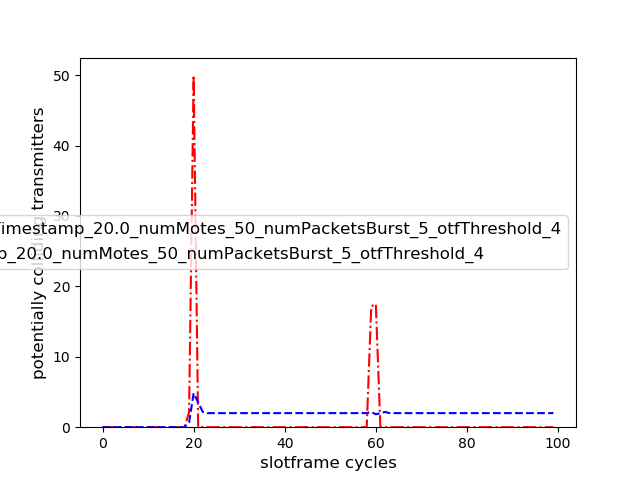 50
40
30
20
10
0
potentially colliding transmitters
imestamp_20.0_numMotes_50_numPacketsBurst_5_otfThreshold_4
p_20.0_numMotes_50_numPacketsBurst_5_otfThreshold_4
0 20 40 60 80 100
slotframe cycles